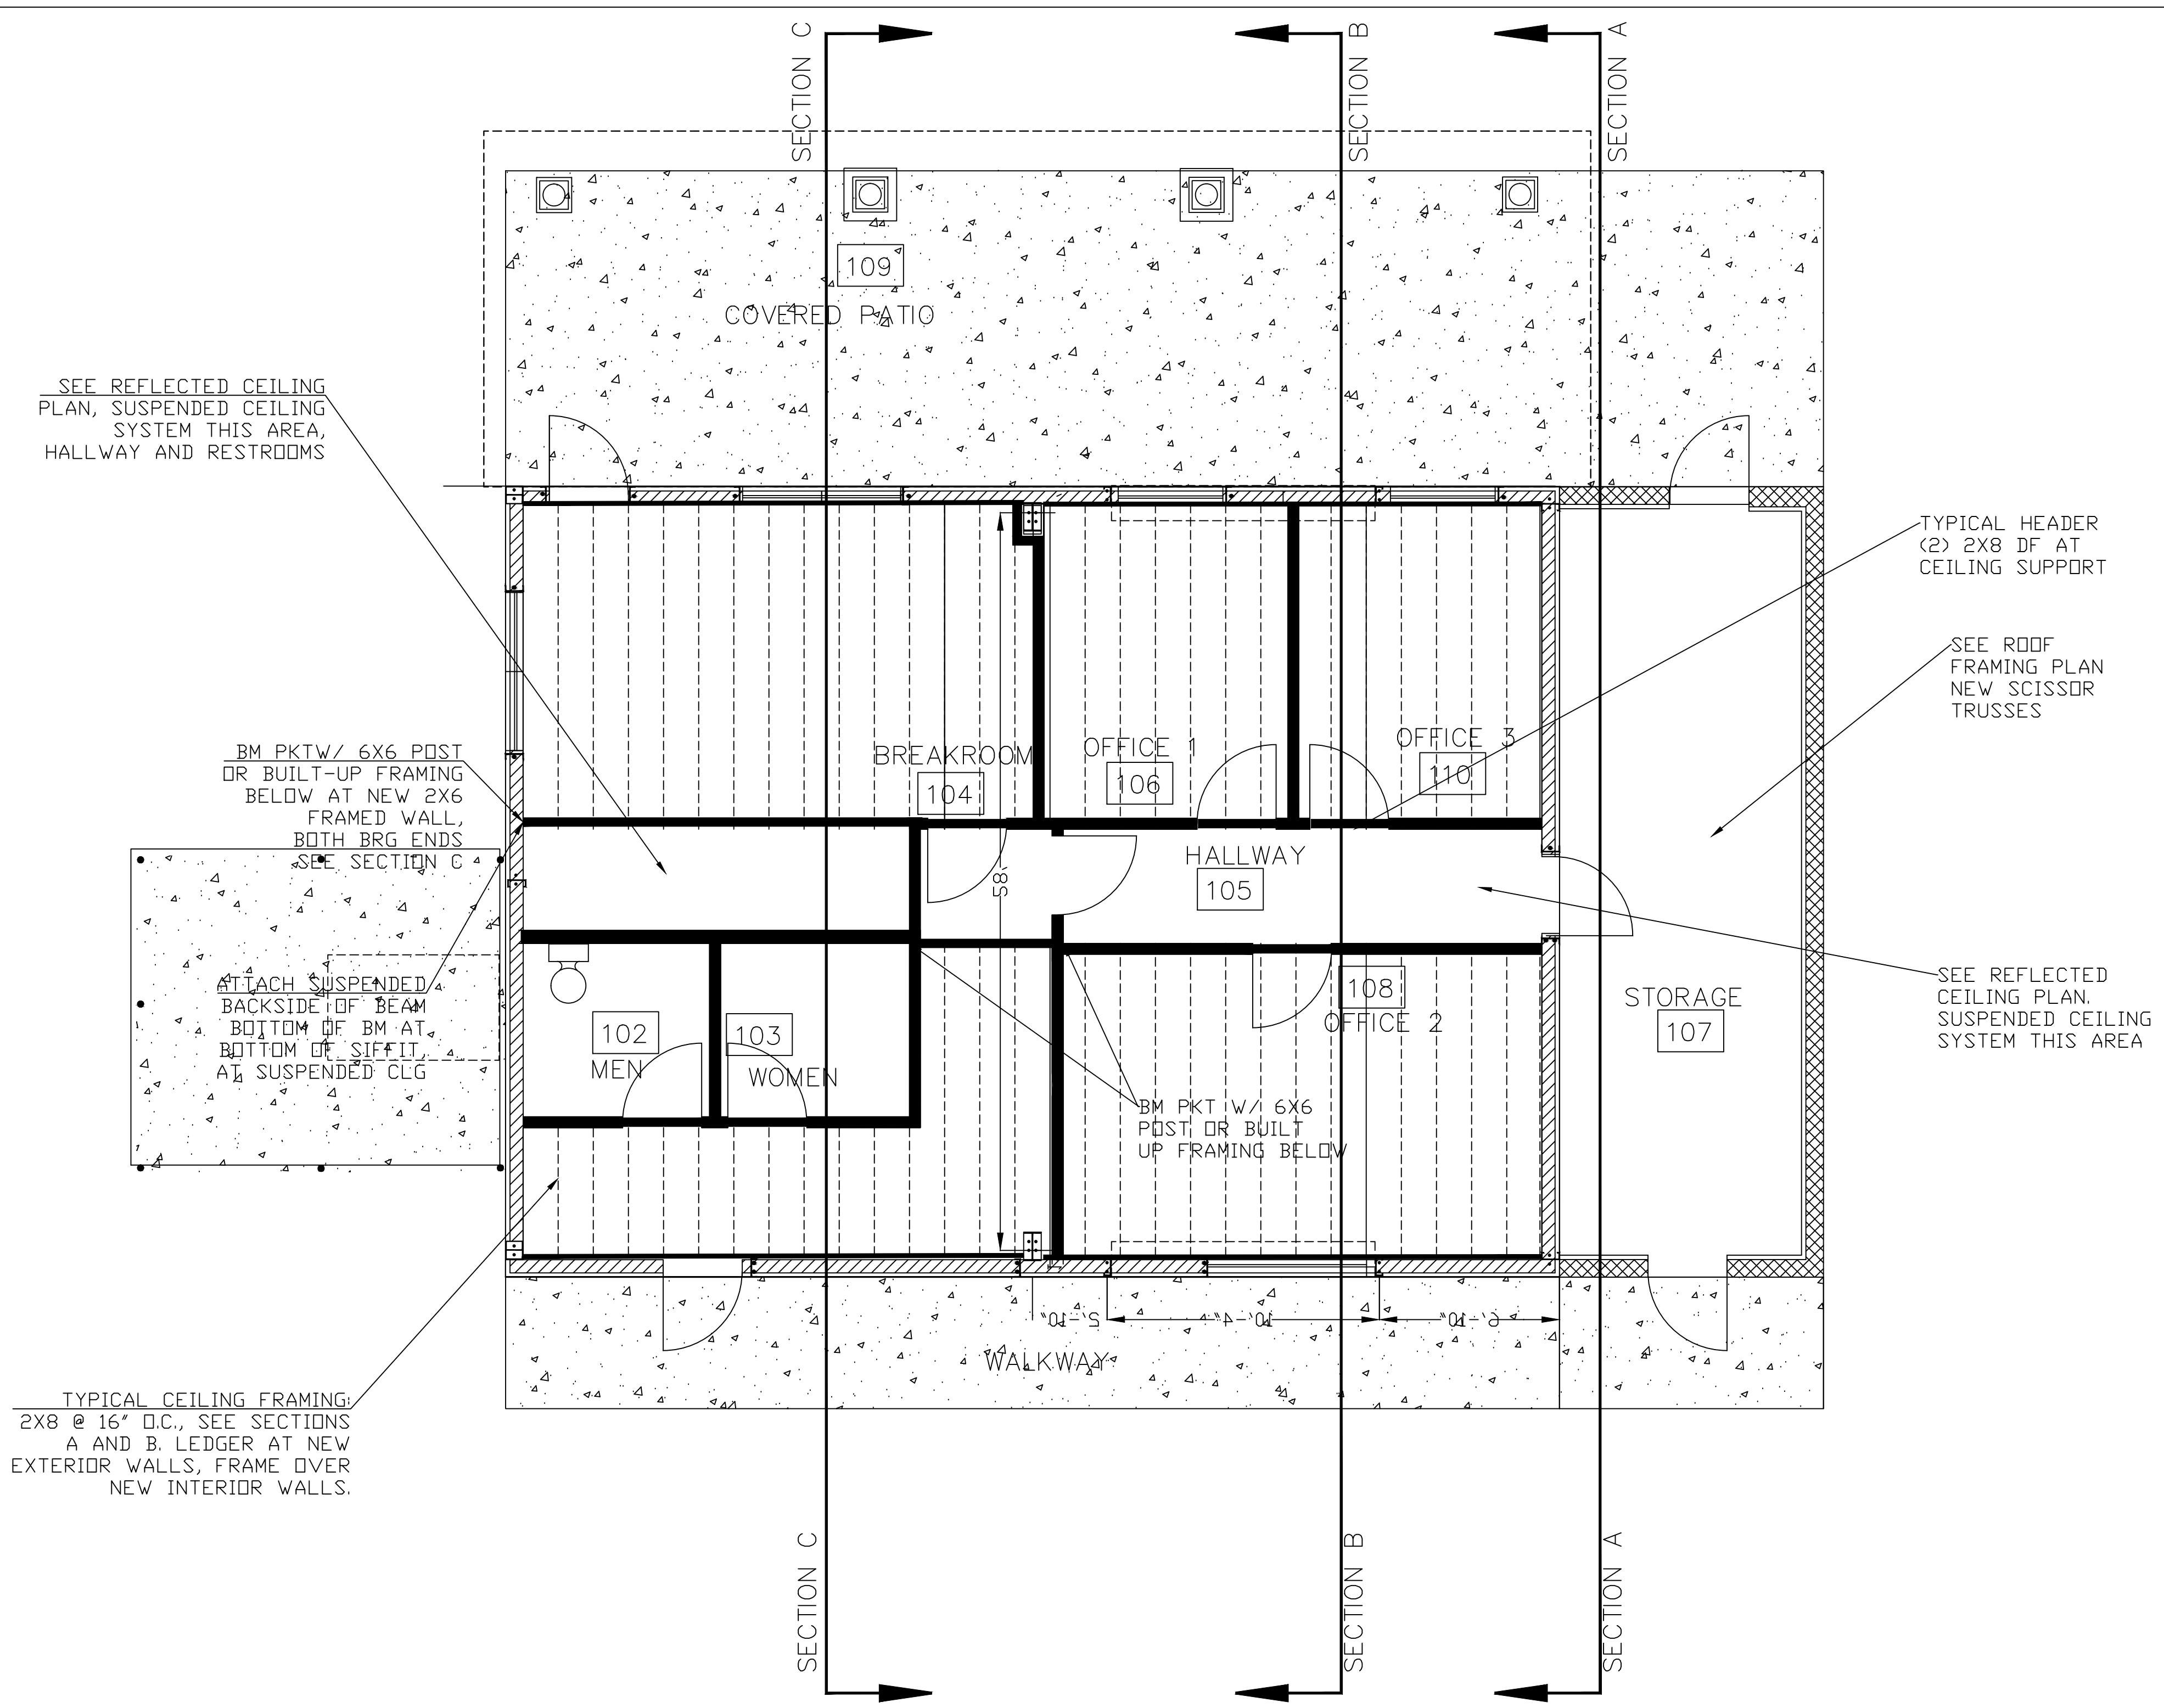 SECTION C
SECTION B
SECTION A
109
COVERED PATIO
SEE REFLECTED CEILING
PLAN, SUSPENDED CEILING
SYSTEM THIS AREA,
HALLWAY AND RESTROOMS
TYPICAL HEADER
(2) 2X8 DF AT
CEILING SUPPORT
SEE ROOF
FRAMING PLAN
NEW SCISSOR
TRUSSES
BM PKTW/ 6X6 POST
OR BUILT-UP FRAMING
BELOW AT NEW 2X6
FRAMED WALL,
BOTH BRG ENDS
SEE SECTION C
BREAKROOM
104
OFFICE 1
106
OFFICE 3
110
HALLWAY
105
28'
ATTACH SUSPENDED
BACKSIDE OF BEAM
BOTTOM OF BM AT
BOTTOM OF SIFFIT,
AT SUSPENDED CLG
102
MEN
103
WOMEN
108
OFFICE 2
STORAGE
107
SEE REFLECTED
CEILING PLAN.
SUSPENDED CEILING
SYSTEM THIS AREA
BM PKT W/ 6X6
POST OR BUILT
UP FRAMING BELOW
5'-10"
10'-4"
6'-10"
WALKWAY
TYPICAL CEILING FRAMING:
2X8 @ 16" O.C., SEE SECTIONS
A AND B. LEDGER AT NEW
EXTERIOR WALLS, FRAME OVER
NEW INTERIOR WALLS.
SECTION C
SECTION B
SECTION A